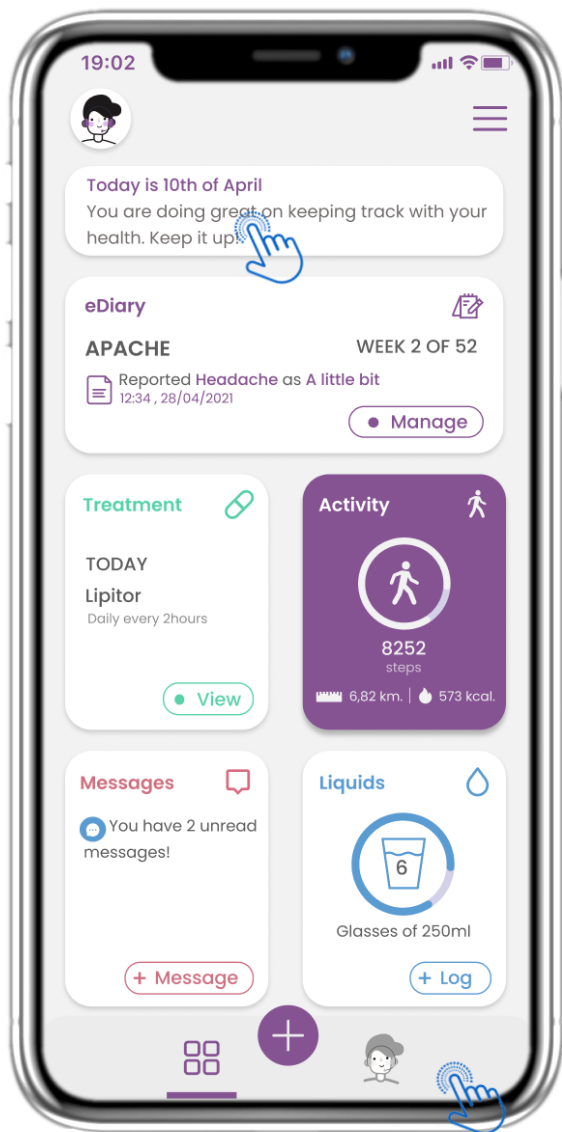 19:02
Today is 10th of April
You are doing great on keeping track with your
health. Keep it up!
eDiary
APACHE
WEEK 2 OF 52
Reported Headache as A little bit
12:34 , 28/04/2021
Manage
Treatment
TODAY
Lipitor
Daily every 2hours
View
Activity
8252
steps
6,82 km. | 573 kcal.
Messages
You have 2 unread
messages!
+ Message
Liquids
6
Glasses of 250ml
+ Log